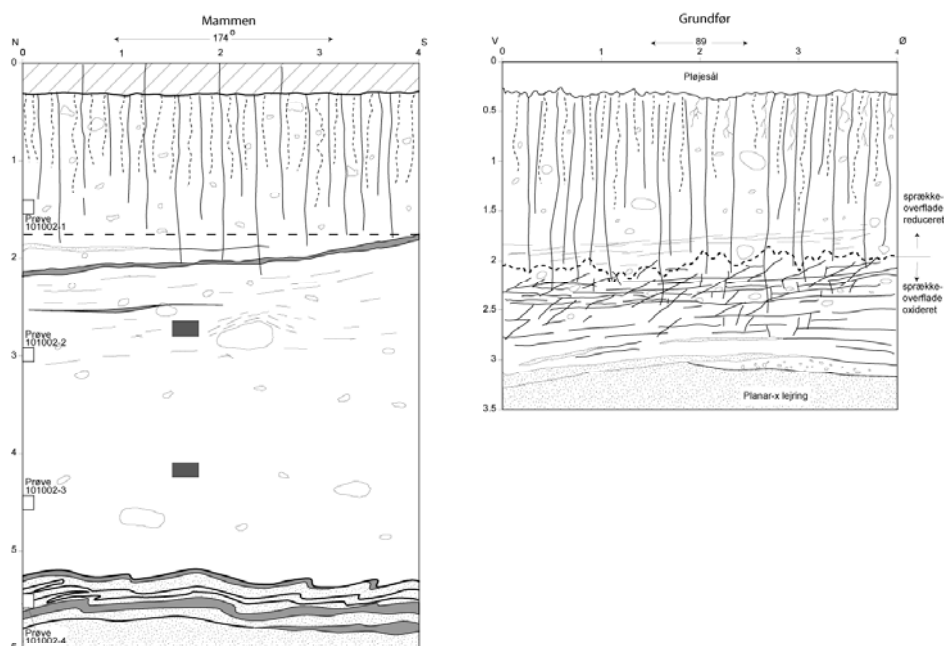 Mammen
N
174°
S
0
1
2
3
4
0
1
Prøve
101002-1
2
Prøve
101002-2
3
4
Prøve
101002-3
5
Prøve
101002-4
Grundfør
V
89
Ø
0
1
2
3
4
0
Pløjesål
0.5
1
1.5
2
2.5
3
3.5
sprække-
overflade
reduceret
sprække-
overflade
oxideret
Planar-x lejring